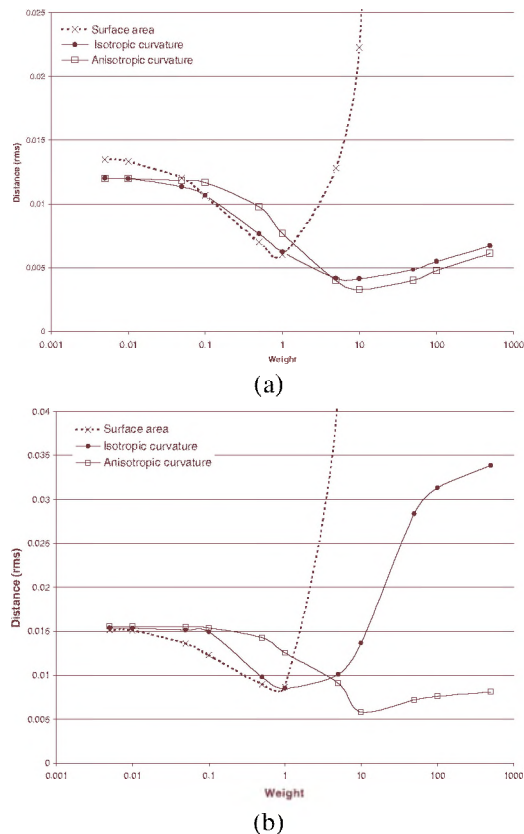 0.025
0.02
0.015
0.01
0.005
0
Distance (rms)
Surface area
Isotropic curvature
Anisotropic curvature
0.001 0.01 0.1 1 10 100 1000
Weight
(a)
0.04
0.035
0.03
0.025
0.02
0.015
0.01
0.005
0
Distance (rms)
Surface area
Isotropic curvature
Anisotropic curvature
0.001 0.01 0.1 1 10 100 1000
Weight
(b)